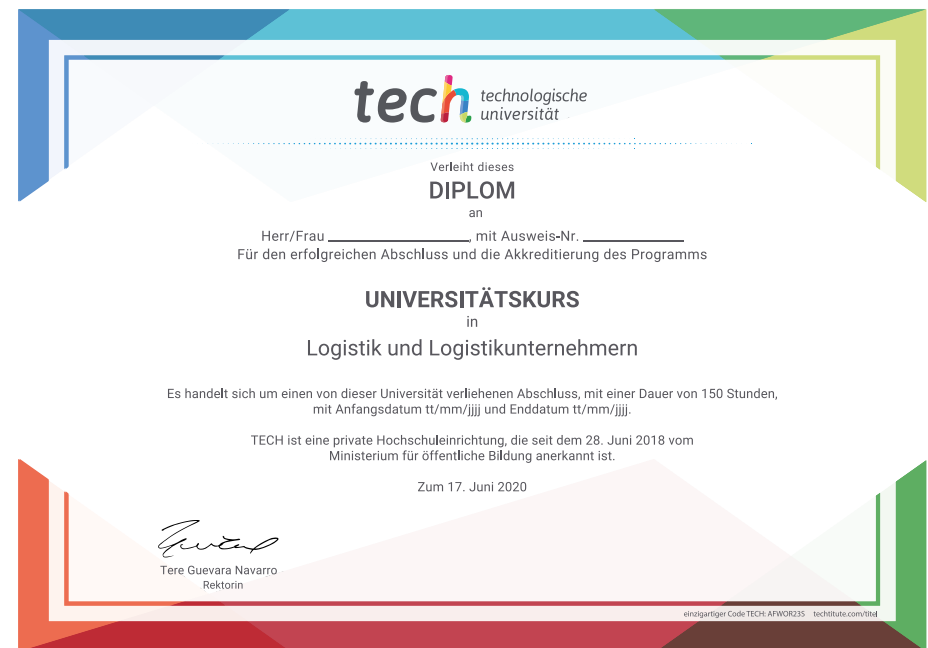 tech technologische
universität
Verleiht dieses
DIPLOM
an
Herr/Frau ____________________, mit Ausweis-Nr. ______________
Für den erfolgreichen Abschluss und die Akkreditierung des Programms
UNIVERSITÄTSKURS
in
Logistik und Logistikunternehmern
Es handelt sich um einen von dieser Universität verliehenen Abschluss, mit einer Dauer von 150 Stunden,
mit Anfangsdatum tt/mm/jjjj und Enddatum tt/mm/jjjj.
TECH ist eine private Hochschuleinrichtung, die seit dem 28. Juni 2018 vom
Ministerium für öffentliche Bildung anerkannt ist.
Zum 17. Juni 2020
Tere Guevara Navarro
Rektorin
einzigartiger Code TECH: AFWOR23S techtitute.com/titel